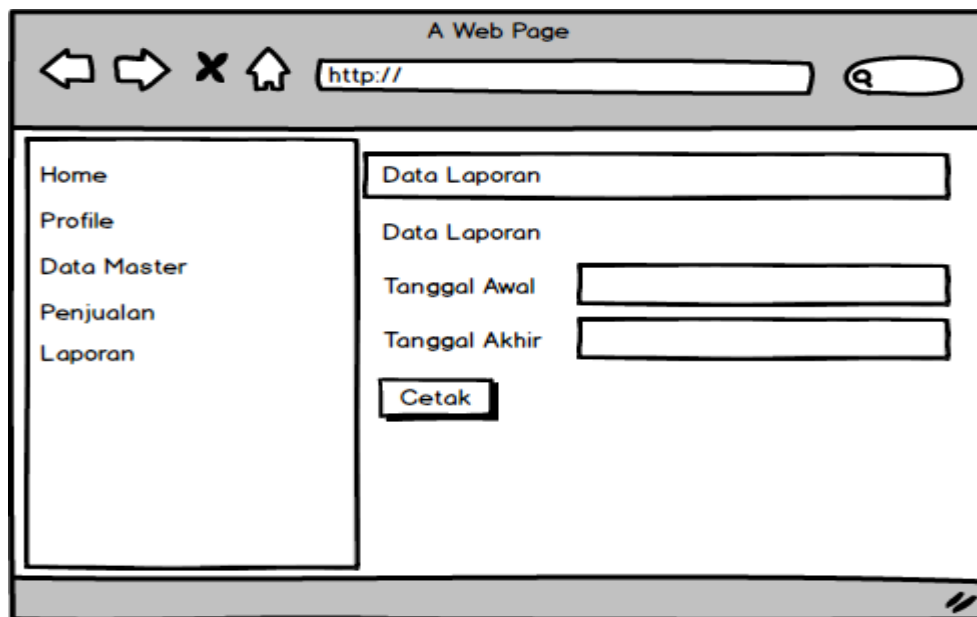 A Web Page
http://
Home
Profile
Data Master
Penjualan
Laporan
Data Laporan
Data Laporan
Tanggal Awal
Tanggal Akhir
Cetak